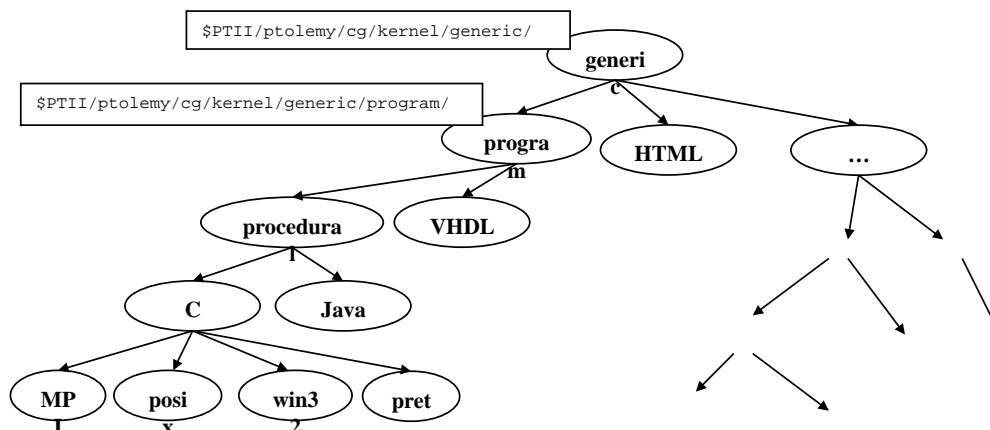 $PTII/ptolemy/cg/kernel/generic/
generi
c
$PTII/ptolemy/cg/kernel/generic/program/
progra
m
HTML
...
procedura
l
VHDL
C
Java
MP
I
posi
x
win3
2
pret